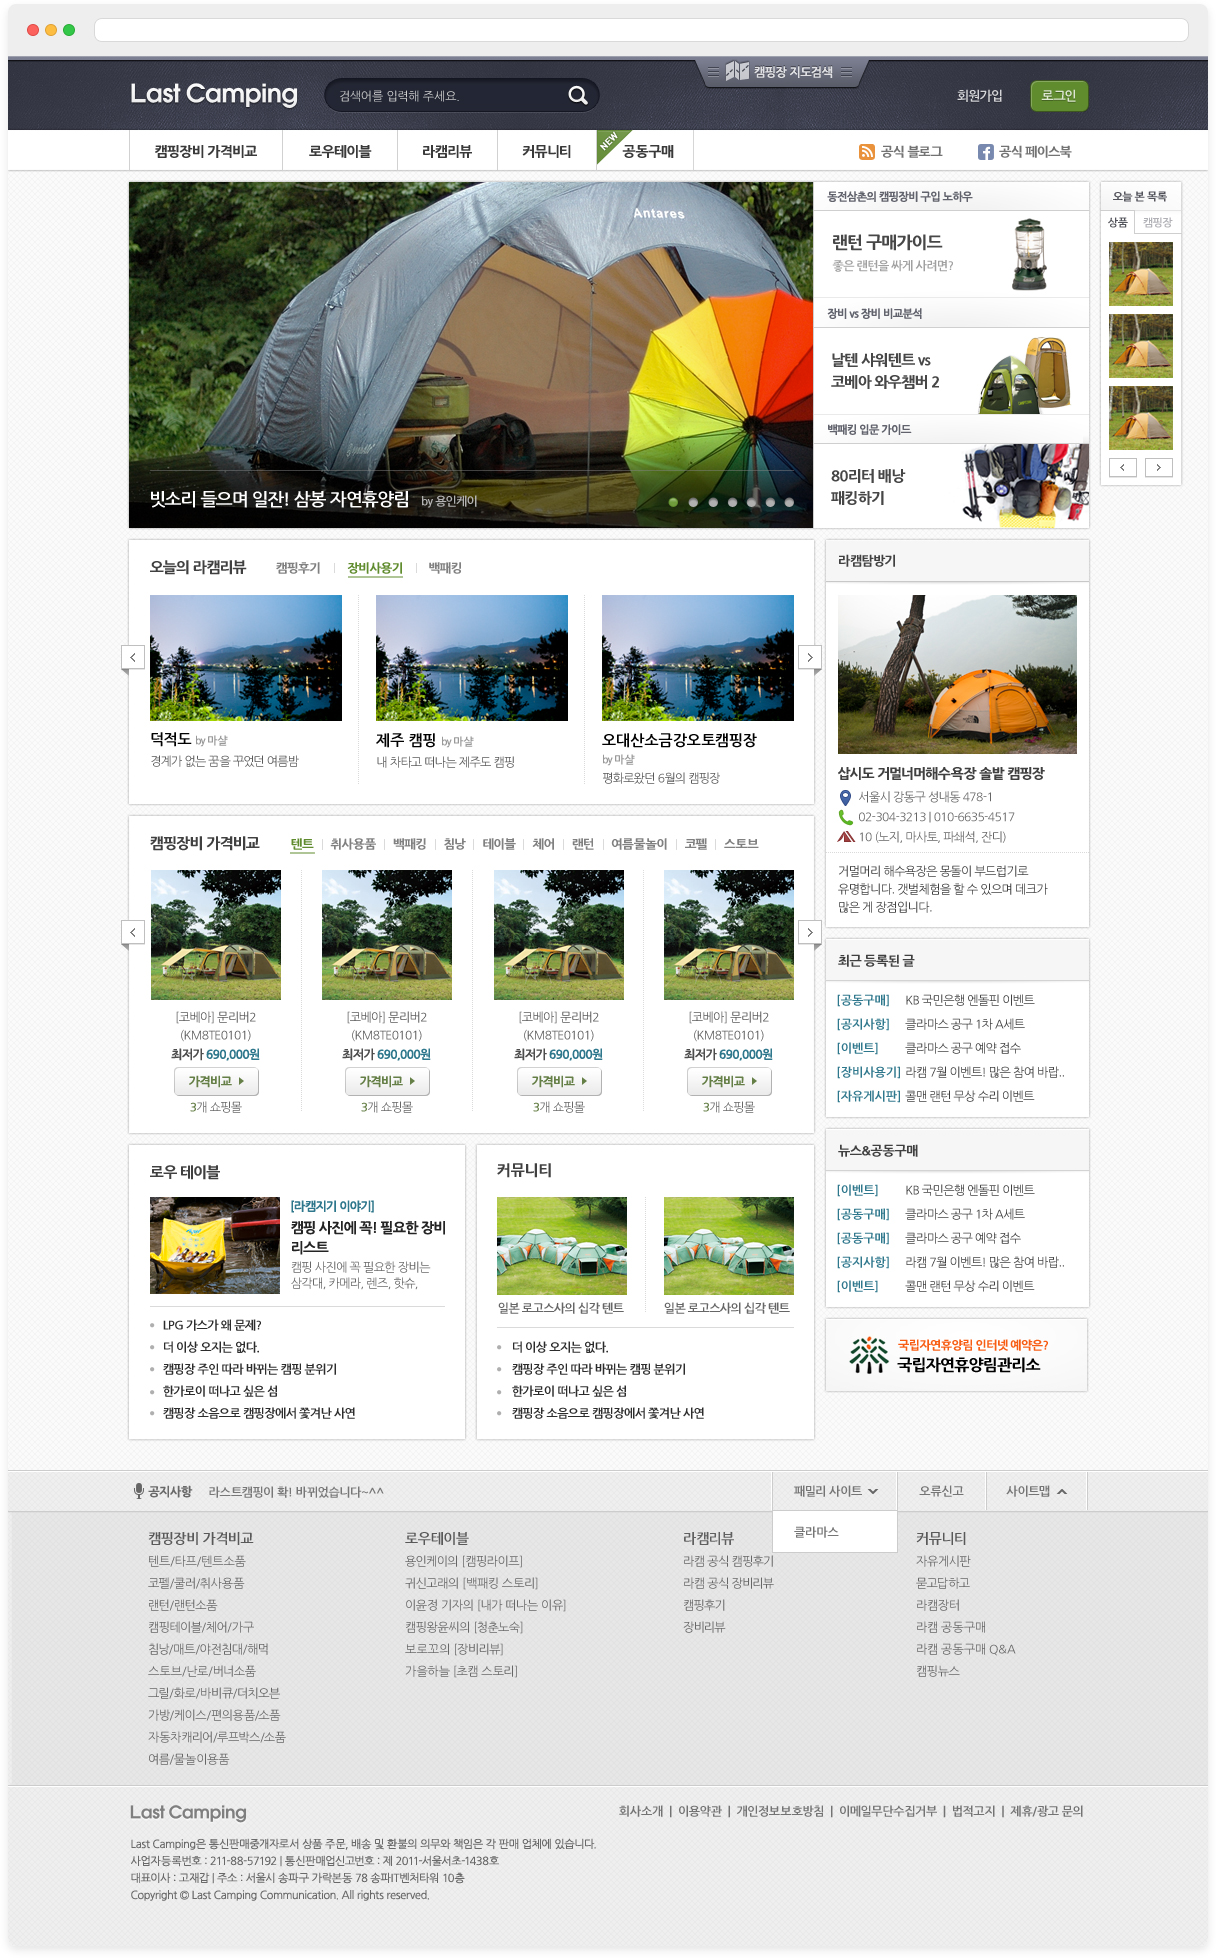 Last Camping
검색어를 입력해 주세요.
캠핑장 지도검색
회원가입
로그인
캠핑장비 가격비교
로우테이블
라캠리뷰
커뮤니티
NEW
공동구매
공식 블로그
공식 페이스북
Antares
빗소리 들으며 일잔! 삼봉 자연휴양림 by 용인케이
동전삼촌의 캠핑장비 구입 노하우
랜턴 구매가이드
좋은 랜턴을 싸게 사려면?
장비 vs 장비 비교분석
날텐 샤워텐트 vs
코베아 와우챔버 2
백패킹 입문 가이드
80리터 배낭
패킹하기
오늘 본 목록
상품
캠핑장
오늘의 라캠리뷰
캠핑후기
장비사용기
백패킹
덕적도 by 마샬
경계가 없는 꿈을 꾸었던 여름밤
제주 캠핑 by 마샬
내 차타고 떠나는 제주도 캠핑
오대산소금강오토캠핑장
by 마샬
평화로왔던 6월의 캠핑장
라캠탐방기
샵시도 거멀너머해수욕장 솔밭 캠핑장
서울시 강동구 성내동 478-1
02-304-3213 | 010-6635-4517
10 (노지, 마사토, 파쇄석, 잔디)
거멀머리 해수욕장은 몽돌이 부드럽기로
유명합니다. 갯벌체험을 할 수 있으며 데크가
많은 게 장점입니다.
캠핑장비 가격비교
텐트
취사용품
백패킹
침낭
테이블
체어
랜턴
여름물놀이
코펠
스토브
[코베아] 문리버2
(KM8TE0101)
최저가 690,000원
가격비교
3개 쇼핑몰
[코베아] 문리버2
(KM8TE0101)
최저가 690,000원
가격비교
3개 쇼핑몰
[코베아] 문리버2
(KM8TE0101)
최저가 690,000원
가격비교
3개 쇼핑몰
[코베아] 문리버2
(KM8TE0101)
최저가 690,000원
가격비교
3개 쇼핑몰
최근 등록된 글
[공동구매] KB 국민은행 엔돌핀 이벤트
[공지사항] 클라마스 공구 1차 A세트
[이벤트] 클라마스 공구 예약 접수
[장비사용기] 라캠 7월 이벤트! 많은 참여 바랍..
[자유게시판] 콜맨 랜턴 무상 수리 이벤트
뉴스&공동구매
[이벤트] KB 국민은행 엔돌핀 이벤트
[공동구매] 클라마스 공구 1차 A세트
[공동구매] 클라마스 공구 예약 접수
[공지사항] 라캠 7월 이벤트! 많은 참여 바랍..
[이벤트] 콜맨 랜턴 무상 수리 이벤트
국립자연휴양림 인터넷 예약은?
국립자연휴양림관리소
로우 테이블
[라캠지기 이야기]
캠핑 사진에 꼭! 필요한 장비
리스트
캠핑 사진에 꼭 필요한 장비는
삼각대, 카메라, 렌즈, 핫슈,
LPG 가스가 왜 문제?
더 이상 오지는 없다.
캠핑장 주인 따라 바뀌는 캠핑 분위기
한가로이 떠나고 싶은 섬
캠핑장 소음으로 캠핑장에서 쫓겨난 사연
커뮤니티
일본 로고스사의 십각 텐트
일본 로고스사의 십각 텐트
더 이상 오지는 없다.
캠핑장 주인 따라 바뀌는 캠핑 분위기
한가로이 떠나고 싶은 섬
캠핑장 소음으로 캠핑장에서 쫓겨난 사연
공지사항
라스트캠핑이 확! 바뀌었습니다~^^
패밀리 사이트
오류신고
사이트맵
클라마스
캠핑장비 가격비교
텐트/타프/텐트소품
코펠/쿨러/취사용품
랜턴/랜턴소품
캠핑테이블/체어/가구
침낭/매트/야전침대/해먹
스토브/난로/버너소품
그릴/화로/바비큐/더치오븐
가방/케이스/편의용품/소품
자동차캐리어/루프박스/소품
여름/물놀이용품
로우테이블
용인케이의 [캠핑라이프]
귀신고래의 [백패킹 스토리]
이윤정 기자의 [내가 떠나는 이유]
캠핑왕윤씨의 [청춘노숙]
보로꼬의 [장비리뷰]
가을하늘 [초캠 스토리]
라캠리뷰
라캠 공식 캠핑후기
라캠 공식 장비리뷰
캠핑후기
장비리뷰
커뮤니티
자유게시판
묻고답하고
라캠장터
라캠 공동구매
라캠 공동구매 Q&A
캠핑뉴스
Last Camping
회사소개 | 이용약관 | 개인정보보호방침 | 이메일무단수집거부 | 법적고지 | 제휴/광고 문의
Last Camping은 통신판매중개자로서 상품 주문, 배송 및 환불의 의무와 책임은 각 판매 업체에 있습니다.
사업자등록번호 : 211-88-57192 | 통신판매업신고번호 : 제 2011-서울서초-1438호
대표이사 : 고재갑 | 주소 : 서울시 송파구 가락본동 78 송파IT벤처타워 10층
Copyright © Last Camping Communication. All rights reserved.